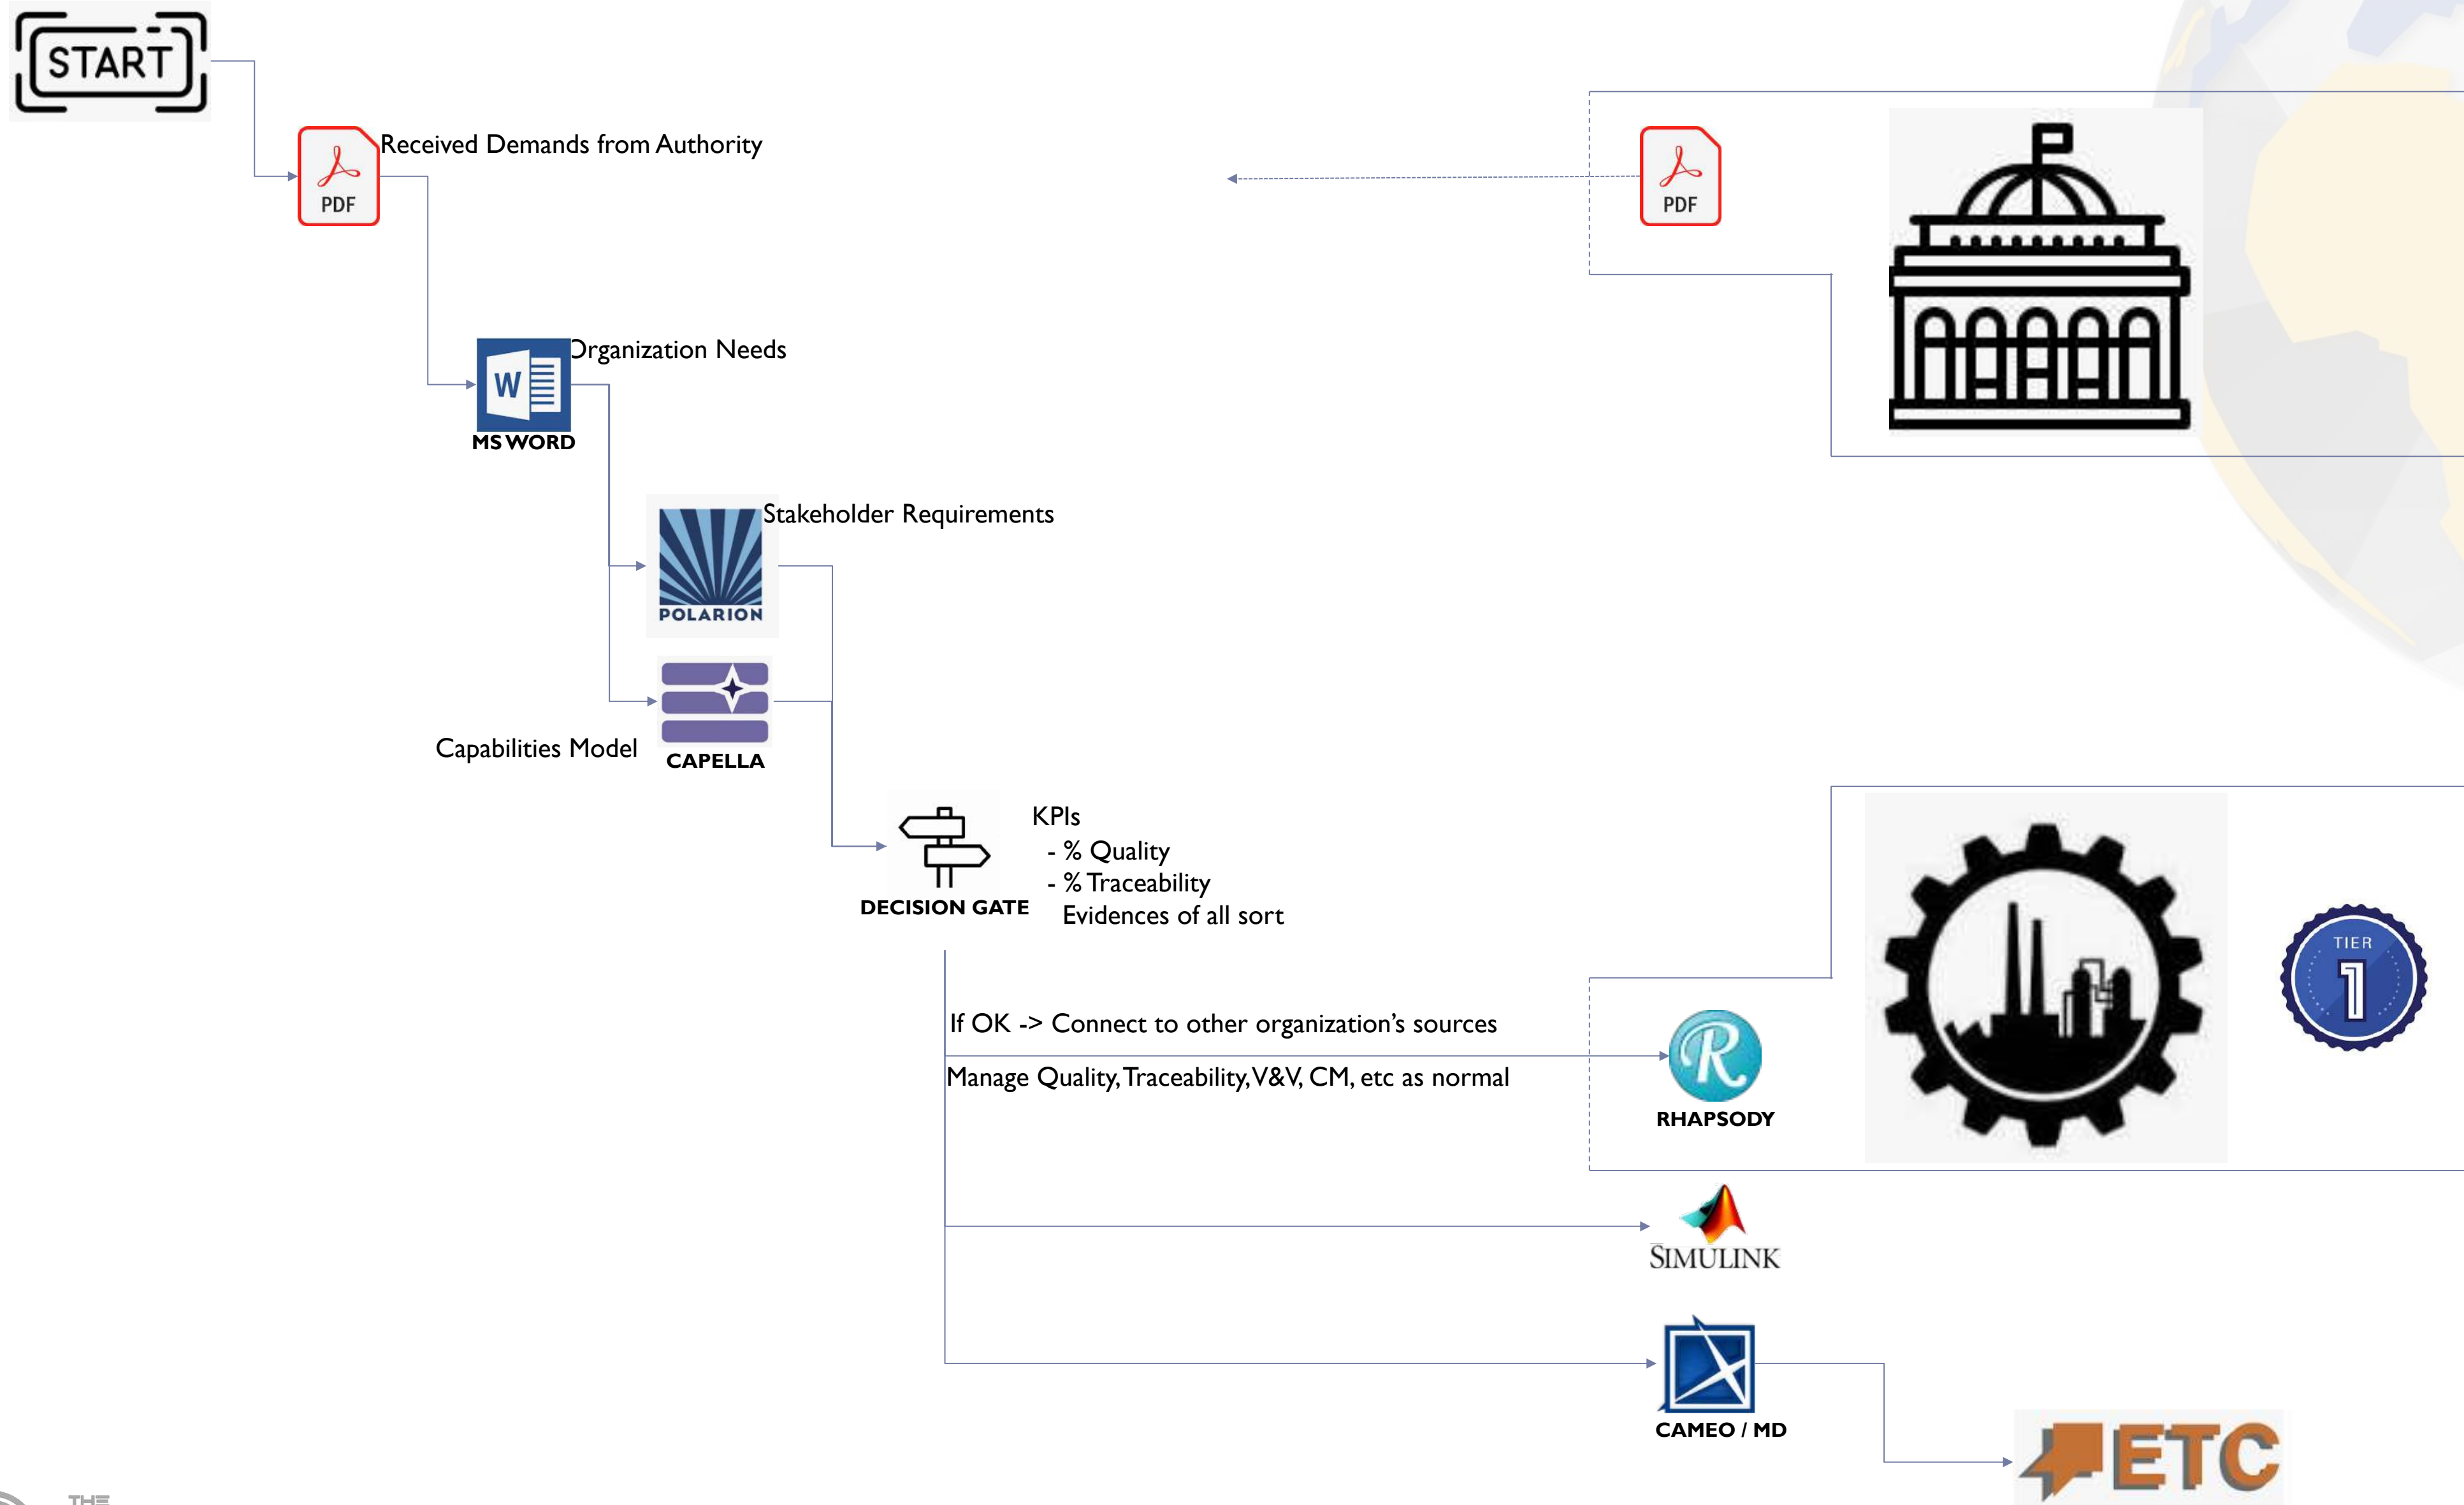 START
Received Demands from Authority
PDF
PDF
Organization Needs
W
MS WORD
Stakeholder Requirements
POLARION
Capabilities Model
CAPELLA
KPIs
- % Quality
- % Traceability
Evidences of all sort
DECISION GATE
TIER
1
If OK -> Connect to other organization's sources
Manage Quality, Traceability, V&V, CM, etc as normal
R
RHAPSODY
SIMULINK
CAMEO / MD
ETC
THE